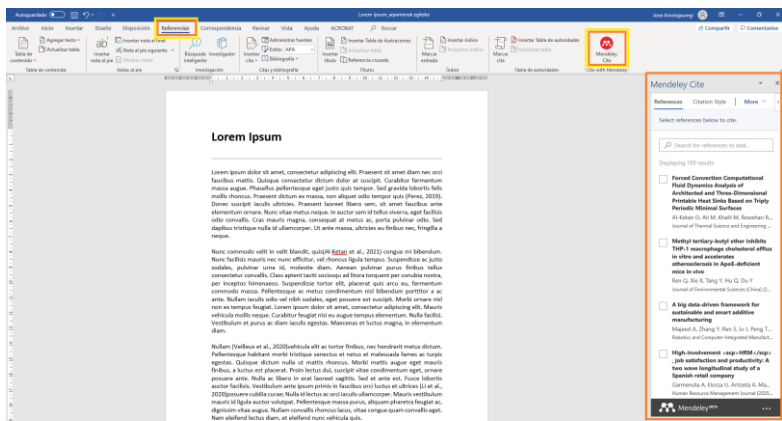 Autoguardado
Lorem Ipsum_aipamenak egiteko
Archivo Inicio Insertar Diseño Disposición Referencias Correspondencia Revisar Vista Ayuda ACROBAT Buscar
Compartir Comentarios
Tabla de contenido
Agregar texto
Actualizar tabla
Insertar nota al pie
Insertar nota al final
Nota al pie siguiente
Mostrar notas
Búsqueda inteligente
Investigador
Insertar cita
Administrar fuentes
Estilo: APA
Bibliografía
Insertar título
Insertar Tabla de ilustraciones
Actualizar tabla
Referencia cruzada
Marcar entrada
Insertar índice
Actualizar índice
Marcar cita
Insertar Tabla de autoridades
Actualizar tabla
Mendeley Cite
Tabla de contenido Notas al pie Investigación Citas y bibliografía Títulos Índice Tabla de autoridades Cite with Mendeley
Lorem Ipsum
Lorem ipsum dolor sit amet, consectetur adipiscing elit. Praesent sit amet diam nec orci
faucibus mattis. Quisque consectetur dictum dolor at suscipit. Curabitur fermentum
massa augue. Phasellus pellentesque eget justo quis tempor. Sed gravida lobortis felis
mollis rhoncus. Praesent dictum ex massa, non aliquet odio tempor quis (Perez, 2019).
Donec suscipit iaculis ultricies. Praesent laoreet libero sem, sit amet faucibus ante
elementum ornare. Nunc vitae metus neque. In auctor sem id tellus viverra, eget facilisis
odio convallis. Cras mauris magna, consequat at metus ac, porta pulvinar odio. Sed
dapibus tristique nulla id ullamcorper. Ut ante massa, ultricies eu finibus nec, fringilla a
neque.
Nunc commodo velit in velit blandit, quis(Al-Ketan et al., 2021) congue mi bibendum.
Nunc facilisis mauris nec nunc efficitur, vel rhoncus ligula tempus. Suspendisse ac justo
sodales, pulvinar urna id, molestie diam. Aenean pulvinar purus finibus tellus
consectetur convallis. Class aptent taciti sociosqu ad litora torquent per conubia nostra,
per inceptos himenaeos. Suspendisse tortor elit, placerat quis arcu eu, fermentum
commodo massa. Pellentesque ac metus condimentum nisl bibendum porttitor a ac
ante. Nullam iaculis odio vel nibh sodales, eget posuere est suscipit. Morbi ornare nisl
non ex tempus feugiat. Lorem ipsum dolor sit amet, consectetur adipiscing elit. Mauris
vehicula mollis neque. Curabitur feugiat nisl eu augue tempus elementum. Nulla facilisi.
Vestibulum et purus ac diam iaculis egestas. Maecenas et luctus magna, in elementum
diam.
Nullam (Veilleux et al., 2020)vehicula elit ac tortor finibus, nec hendrerit metus dictum.
Pellentesque habitant morbi tristique senectus et netus et malesuada fames ac turpis
egestas. Quisque dictum nulla ut mattis rhoncus. Morbi mattis augue eget mauris
finibus, a luctus est placerat. Proin lectus dui, suscipit vitae condimentum eget, ornare
posuere ante. Nulla ac libero in erat laoreet sagittis. Sed et ante est. Fusce lobortis
auctor facilisis. Vestibulum ante ipsum primis in faucibus orci luctus et ultrices (Li et al.,
2020)posuere cubilia curae; Nulla id lectus ac orci iaculis ullamcorper. Mauris vestibulum
mauris id ligula auctor volutpat. Pellentesque massa purus, aliquam pharetra feugiat ac,
dignissim vitae augue. Nullam convallis rhoncus lacus, vitae congue quam convallis eget.
Nam eleifend lectus diam, at eleifend nunc vehicula quis.
Mendeley Cite
References Citation Style More
Select references below to cite.
Search for references to add...
Displaying 169 results
Forced Convection Computational
Fluid Dynamics Analysis of
Architected and Three-Dimensional
Printable Heat Sinks Based on Triply
Periodic Minimal Surfaces
Al-Ketan O, Ali M, Khalil M, Rowshan R...
Journal of Thermal Science and Engineering ...
Methyl tertiary-butyl ether inhibits
THP-1 macrophage cholesterol efflux
in vitro and accelerates
atherosclerosis in ApoE-deficient
mice in vivo
Ren Q, Xie X, Tang Y, Hu Q, Du Y
Journal of Environmental Sciences (China) (2...
A big data-driven framework for
sustainable and smart additive
manufacturing
Majeed A, Zhang Y, Ren S, Lv J, Peng T...
Robotics and Computer-Integrated Manufact...
High-involvement <scp>HRM</scp>
, job satisfaction and productivity: A
two wave longitudinal study of a
Spanish retail company
Garmendia A, Elorza U, Aritzeta A, Ma...
Human Resource Management Journal (2020...
Mendeley BETA